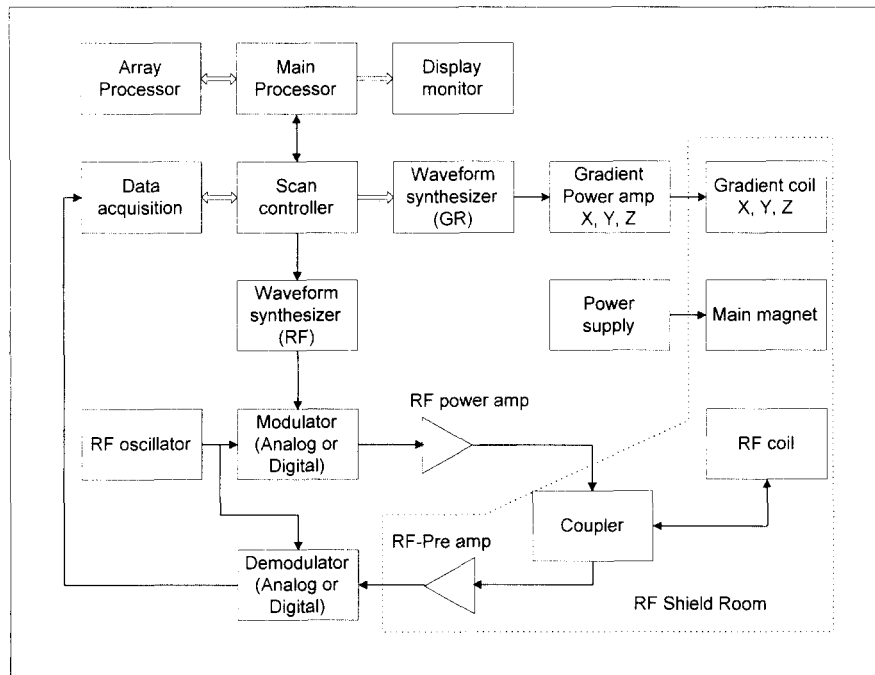 Array
Processor
Main
Processor
Display
monitor
Data
acquisition
Scan
controller
Waveform
synthesizer
(GR)
Gradient
Power amp
X, Y, Z
Gradient coil
X, Y, Z
Waveform
synthesizer
(RF)
Power
supply
Main magnet
RF power amp
RF oscillator
Modulator
(Analog or
Digital)
RF coil
Coupler
RF-Pre amp
Demodulator
(Analog or
Digital)
RF Shield Room